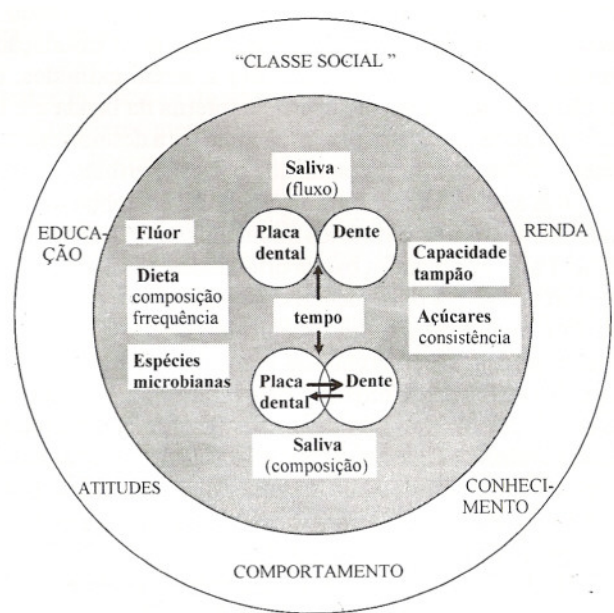 “CLASSE SOCIAL ”
Saliva
(fluxo)
EDUCA-
ÇÃO
Flúor
Placa
dental
Dente
RENDA
Capacidade
tampão
Dieta
composição
frrequência
tempo
Açúcares
consistência
Espécies
microbianas
Placa
dental
Dente
Saliva
(composição)
ATITUDES
CONHECI-
MENTO
COMPORTAMENTO